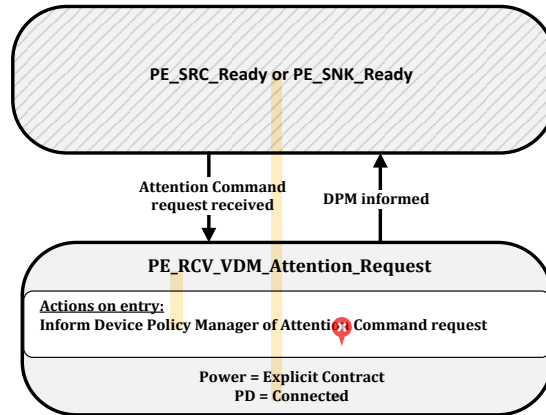 PE_SRC_Ready or PE_SNK_Ready
Attention Command
request received
DPM informed
PE_RCV_VDM_Attention_Request
Actions on entry:
Inform Device Policy Manager of Attention Command request
Power = Explicit Contract
PD = Connected